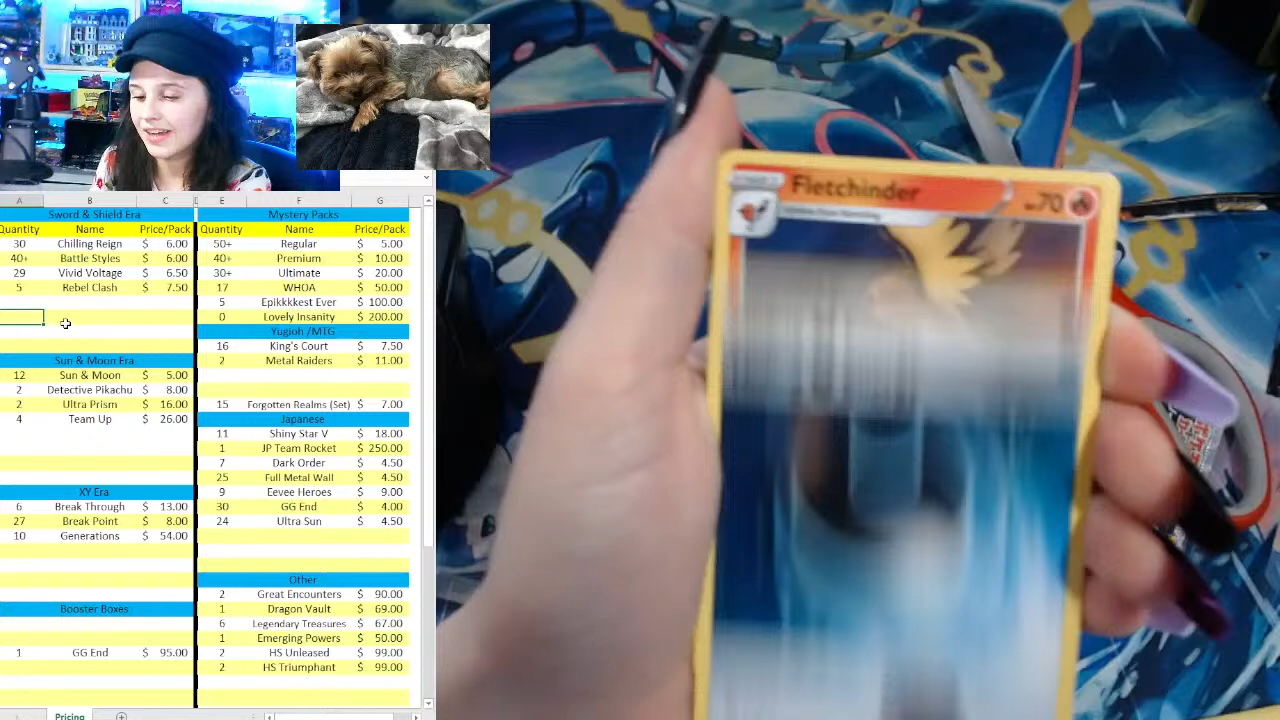 A B C E F G
Sword & Shield Era
Quantity Name Price/Pack
30 Chilling Reign $ 6.00
40+ Battle Styles $ 6.00
29 Vivid Voltage $ 6.50
5 Rebel Clash $ 7.50
Sun & Moon Era
12 Sun & Moon $ 5.00
2 Detective Pikachu $ 8.00
2 Ultra Prism $ 16.00
4 Team Up $ 26.00
XY Era
6 Break Through $ 13.00
27 Break Point $ 8.00
10 Generations $ 54.00
Booster Boxes
1 GG End $ 95.00
Mystery Packs
Quantity Name Price/Pack
50+ Regular $ 5.00
40+ Premium $ 10.00
30+ Ultimate $ 20.00
17 WHOA $ 50.00
5 Epikkkkest Ever $ 100.00
0 Lovely Insanity $ 200.00
Yugioh /MTG
16 King's Court $ 7.50
2 Metal Raiders $ 11.00
15 Forgotten Realms (Set) $ 7.00
Japanese
11 Shiny Star V $ 18.00
1 JP Team Rocket $ 250.00
7 Dark Order $ 4.50
25 Full Metal Wall $ 4.50
9 Eevee Heroes $ 9.00
30 GG End $ 4.00
24 Ultra Sun $ 4.50
Other
2 Great Encounters $ 90.00
1 Dragon Vault $ 69.00
6 Legendary Treasures $ 67.00
1 Emerging Powers $ 50.00
2 HS Unleased $ 99.00
2 HS Triumphant $ 99.00
Pricing
Fletchinder
70